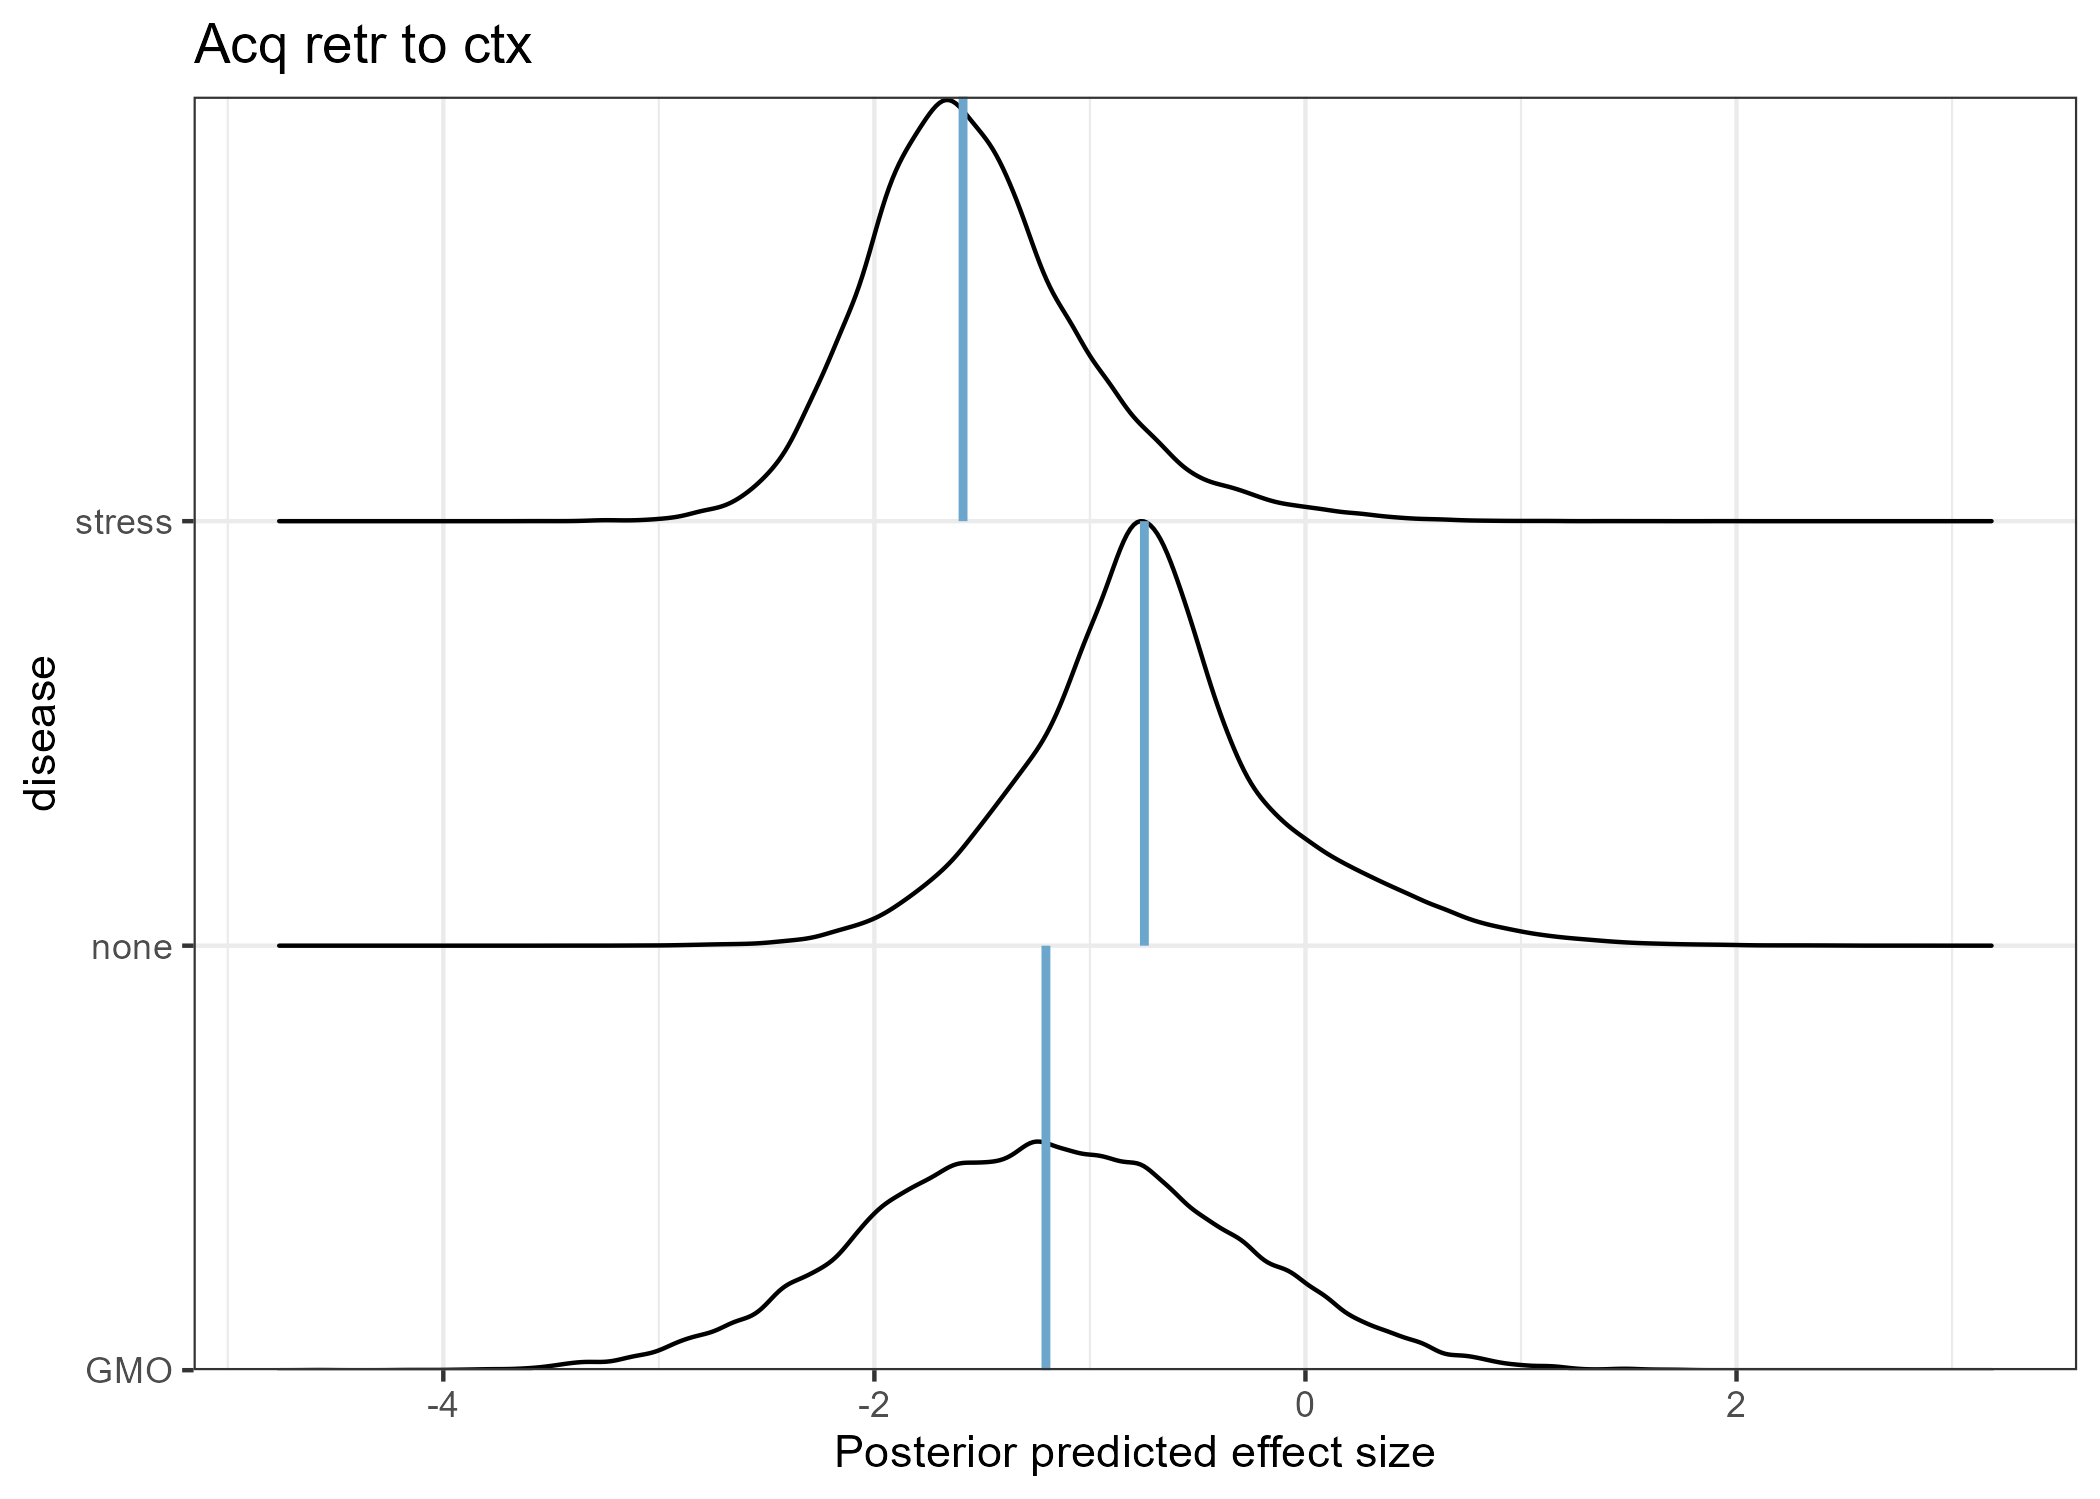 Acq retr to ctx
disease
stress
none
GMO
-4
-2
0
2
Posterior predicted effect size